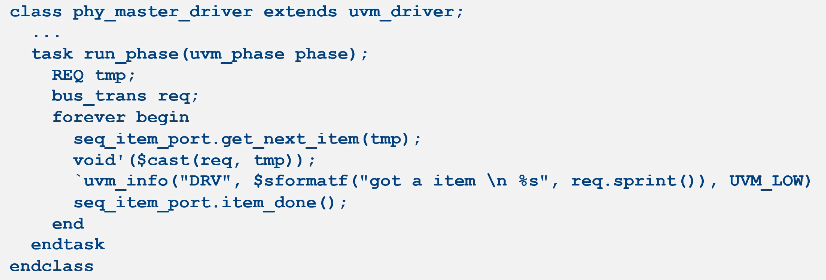 class phy_master_driver extends uvm_driver;
  ...
  task run_phase(uvm_phase phase);
    REQ tmp;
    bus_trans req;
    forever begin
      seq_item_port.get_next_item(tmp);
      void'($cast(req, tmp));
      `uvm_info("DRV", $sformatf("got a item \n %s", req.sprint()), UVM_LOW)
      seq_item_port.item_done();
    end
  endtask
endclass